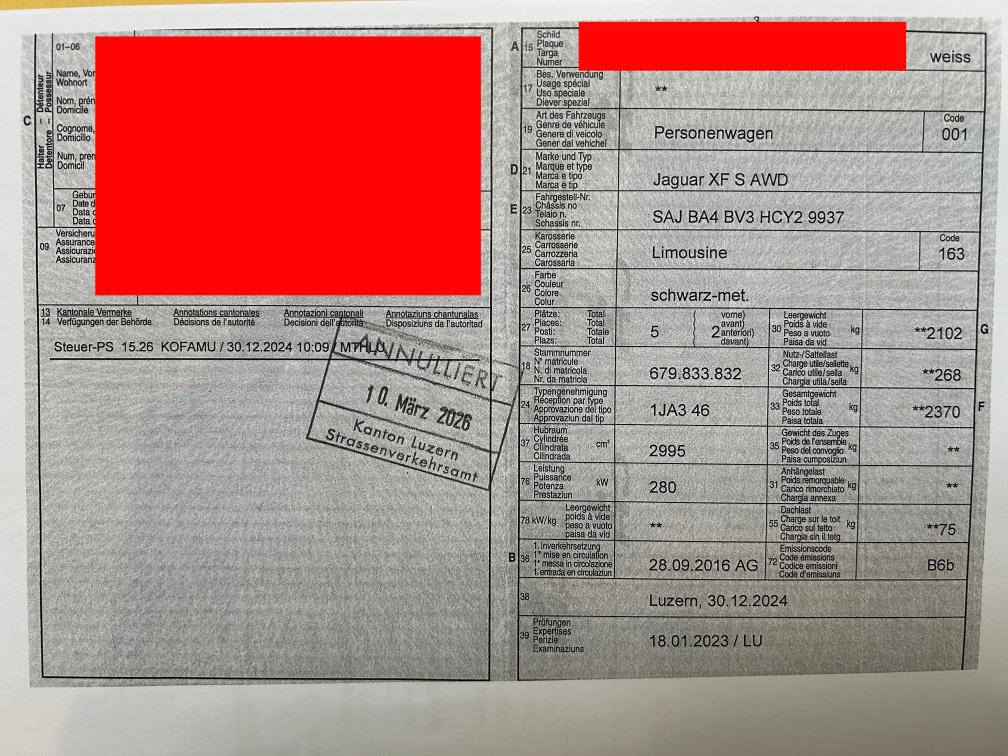 01-06
Halter – Détenteur
Detentore – Possessur
C
Name, Vor
Wohnort
Nom, prén
Domicile
Cognome,
Domicilio
Num, pren
Domicil
07
Gebur
Date d
Data d
Data d
09
Versicheru
Assurance
Assicurazi
Assicuranz
13 Kantonale Vermerke Annotations cantonales Annotazioni cantonali Annotaziuns chantunalas
14 Verfügungen der Behörde Décisions de l'autorité Decisioni dell'autorità Disposiziuns da l'autoritad
Steuer-PS 15.26 KOFAMU / 30.12.2024 10:09 / MTHLU
ANNULLIERT
10. März 2026
Kanton Luzern
Strassenverkehrsamt
A 15 Schild
Plaque
Targa
Numer
weiss
17 Bes. Verwendung
Usage spécial
Uso speciale
Diever spezial
**
19 Art des Fahrzeugs
Genre de véhicule
Genere di veicolo
Gener dal vehichel
Personenwagen
Code
001
D 21 Marke und Typ
Marque et type
Marca e tipo
Marca e tip
Jaguar XF S AWD
E 23 Fahrgestell-Nr.
Châssis no
Telaio n.
Schassis nr.
SAJ BA4 BV3 HCY2 9937
25 Karosserie
Carrosserie
Carrozzeria
Carossaria
Limousine
Code
163
26 Farbe
Couleur
Colore
Colur
schwarz-met.
27 Plätze: Total
Places: Total
Posti: Totale
Plazs: Total
5 ( 2 vorne)
avant)
anteriori)
davant)
30 Leergewicht
Poids à vide
Peso a vuoto
Paisa da vid
kg
**2102 G
18 Stammnummer
N° matricule
N. di matricola
Nr. da matricla
679.833.832
32 Nutz-/Sattellast
Charge utile/sellette
Carico utile/sella
Chargia utila/sella
kg
**268
24 Typengenehmigung
Réception par type
Approvazione del tipo
Approvaziun dal tip
1JA3 46
33 Gesamtgewicht
Poids total
Peso totale
Paisa totala
kg
**2370 F
37 Hubraum
Cylindrée
Cilindrata
Cilindrada
cm³
2995
35 Gewicht des Zuges
Poids de l'ensemble
Peso del convoglio
Paisa cumposiziun
kg
**
76 Leistung
Puissance
Potenza
Prestaziun
kW
280
31 Anhängelast
Poids remorquable
Carico rimorchiato
Chargia annexa
kg
**
78 kW/kg Leergewicht
poids à vide
peso a vuoto
paisa da vid
**
55 Dachlast
Charge sur le toit
Carico sul tetto
Chargia sin il tetg
kg
**75
B 36 1. Inverkehrsetzung
1re mise en circulation
1a messa in circolazione
1. entrada en circulaziun
28.09.2016 AG
72 Emissionscode
Code émissions
Codice emissioni
Code d'emissiuns
B6b
38
Luzern, 30.12.2024
39 Prüfungen
Expertises
Perizie
Examinaziuns
18.01.2023 / LU